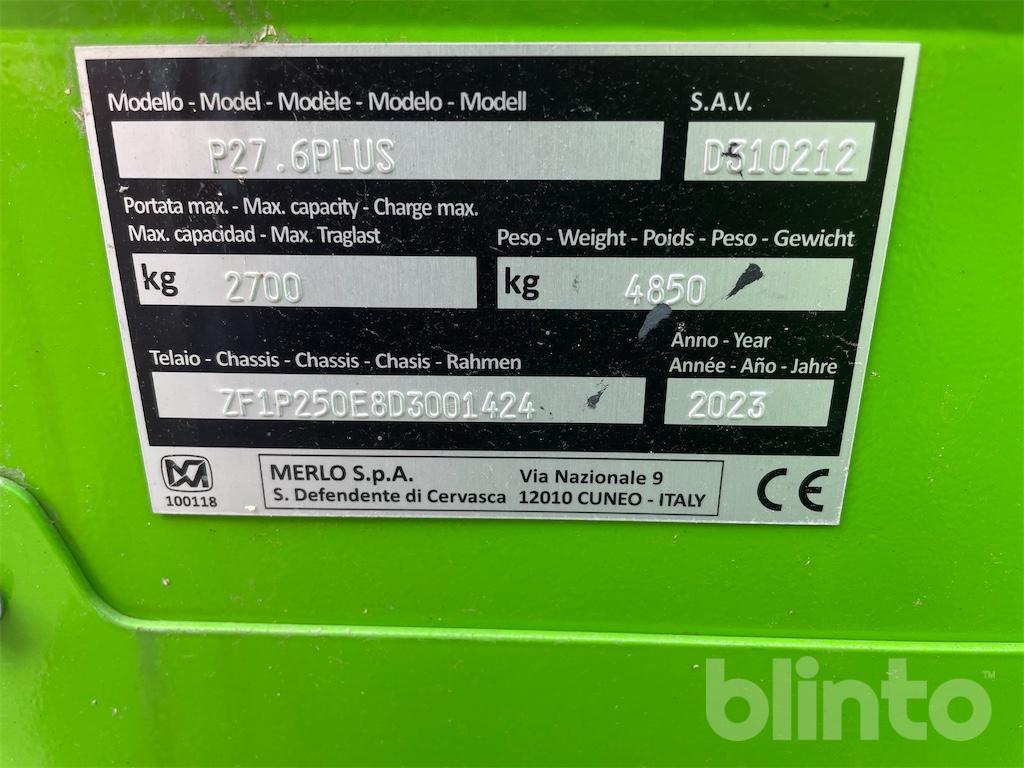 Modello - Model - Modèle - Modelo - Modell
S.A.V.
P27.6PLUS
D310212
Portata max. - Max. capacity - Charge max.
Max. capacidad - Max. Traglast
Peso - Weight - Poids - Peso - Gewicht
kg 2700
kg 4850
Telaio - Chassis - Chassis - Chasis - Rahmen
Anno - Year
Année - Año - Jahre
ZF1P250E8D3001424
2023
100118
MERLO S.p.A.
S. Defendente di Cervasca
Via Nazionale 9
12010 CUNEO - ITALY
CE
blinto™